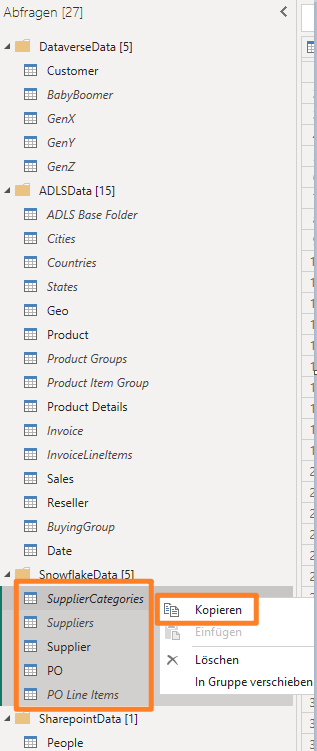 Abfragen [27]
DataverseData [5]
Customer
BabyBoomer
GenX
GenY
GenZ
ADLSData [15]
ADLS Base Folder
Cities
Countries
States
Geo
Product
Product Groups
Product Item Group
Product Details
Invoice
InvoiceLineItems
Sales
Reseller
BuyingGroup
Date
SnowflakeData [5]
SupplierCategories
Suppliers
Supplier
PO
PO Line Items
Kopieren
Einfügen
Löschen
In Gruppe verschieben
SharepointData [1]
People